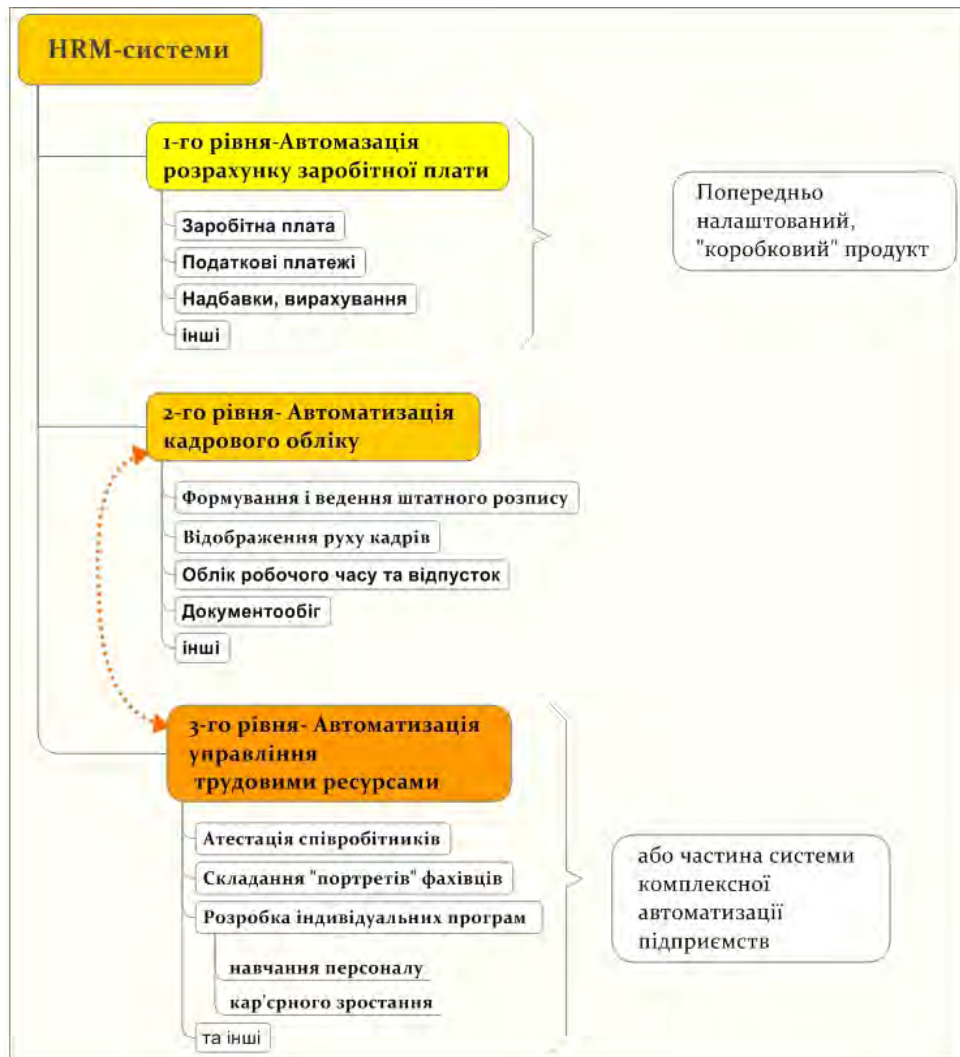 HRM-системи
1-го рівня-Автомазація
розрахунку заробітної плати
Заробітна плата
Податкові платежі
Надбавки, вирахування
інші
Попередньо
налаштований,
"коробковий" продукт
2-го рівня- Автоматизація
кадрового обліку
Формування і ведення штатного розпису
Відображення руху кадрів
Облік робочого часу та відпусток
Документообіг
інші
3-го рівня- Автоматизація
управління
трудовими ресурсами
Атестація співробітників
Складання "портретів" фахівців
Розробка індивідуальних програм
навчання персоналу
кар'єрного зростання
та інші
або частина системи
комплексної
автоматизації
підприємств